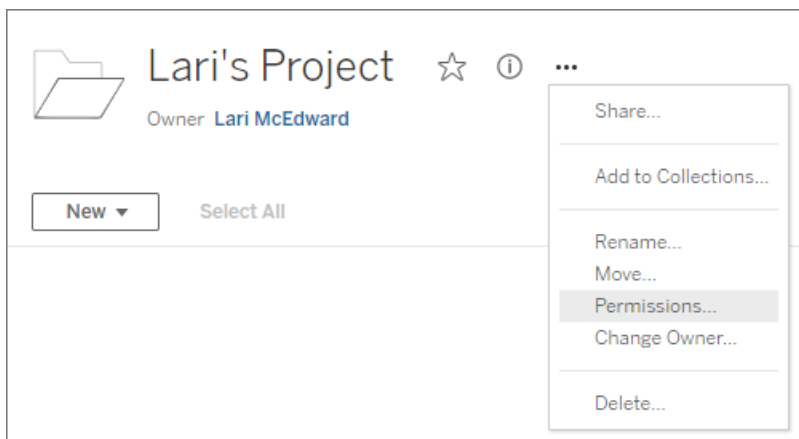 Lari's Project
Owner Lari McEdward
New
Select All
Share...
Add to Collections...
Rename...
Move...
Permissions...
Change Owner...
Delete...